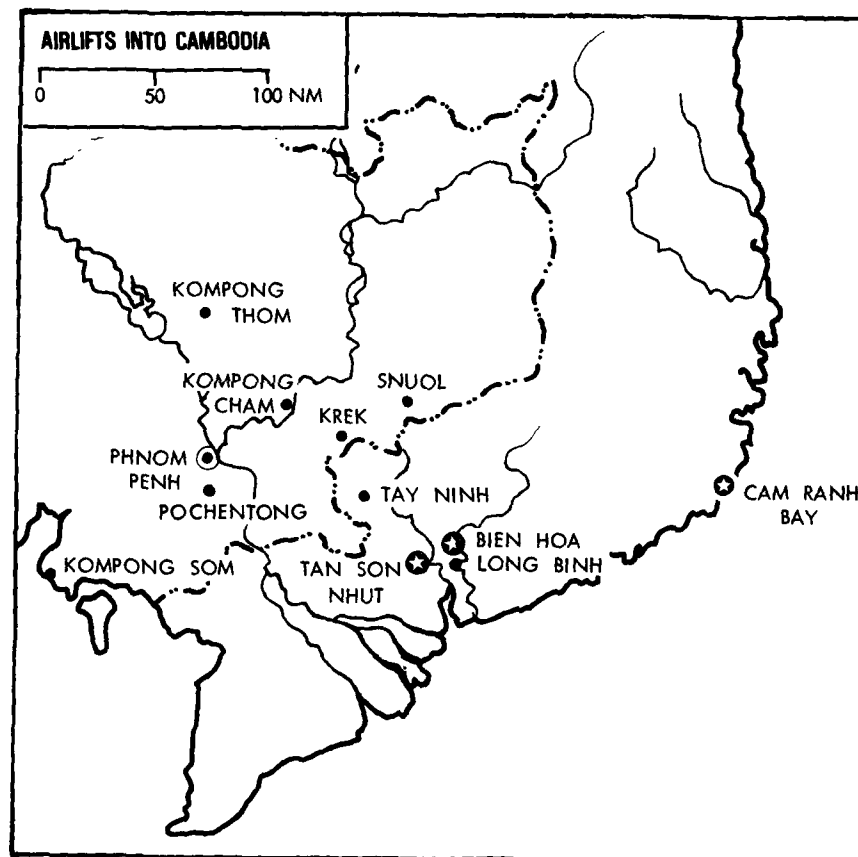 AIRLIFTS INTO CAMBODIA
0 50 100 NM
KOMPONG
THOM
KOMPONG
CHAM
SNUOL
KREK
PHNOM
PENH
TAY NINH
CAM RANH
BAY
POCHENTONG
BIEN HOA
KOMPONG SOM
TAN SON
NHUT
LONG BINH